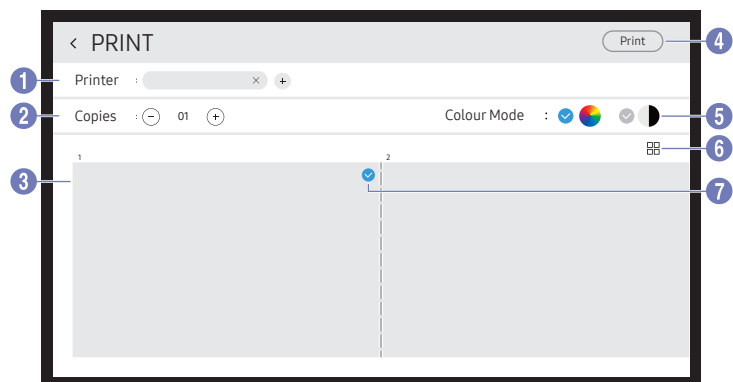 < PRINT
Print
4
1
Printer :
× +
2
Copies : − 01 +
Colour Mode :
5
6
1
2
3
7